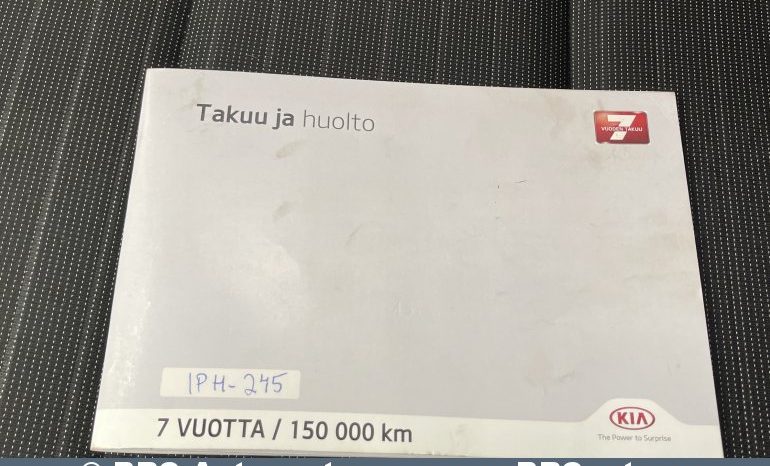 Takuu ja huolto
7
VUODEN TAKUU
IPH-245
7 VUOTTA / 150 000 km
KIA
The Power to Surprise